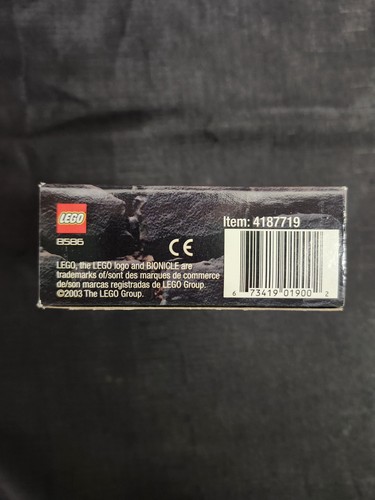 LEGO
8586
CE
LEGO, the LEGO logo and BIONICLE are
trademarks of/sont des marques de commerce
de/son marcas registradas de LEGO Group.
©2003 The LEGO Group.
Item: 4187719
6 73419 01900 2